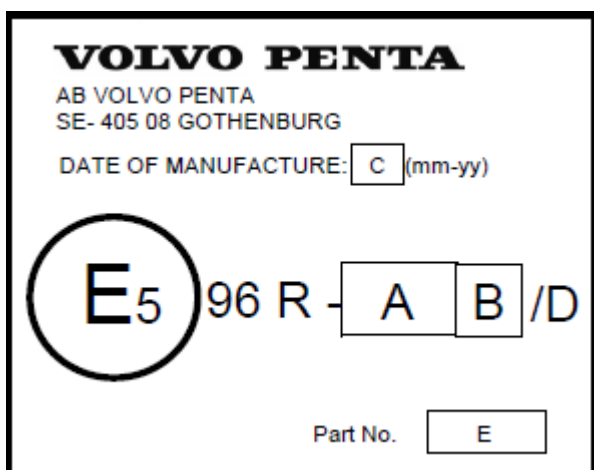 VOLVO PENTA
AB VOLVO PENTA
SE- 405 08 GOTHENBURG
DATE OF MANUFACTURE: C (mm-yy)
E5 96 R - A B /D
Part No. E